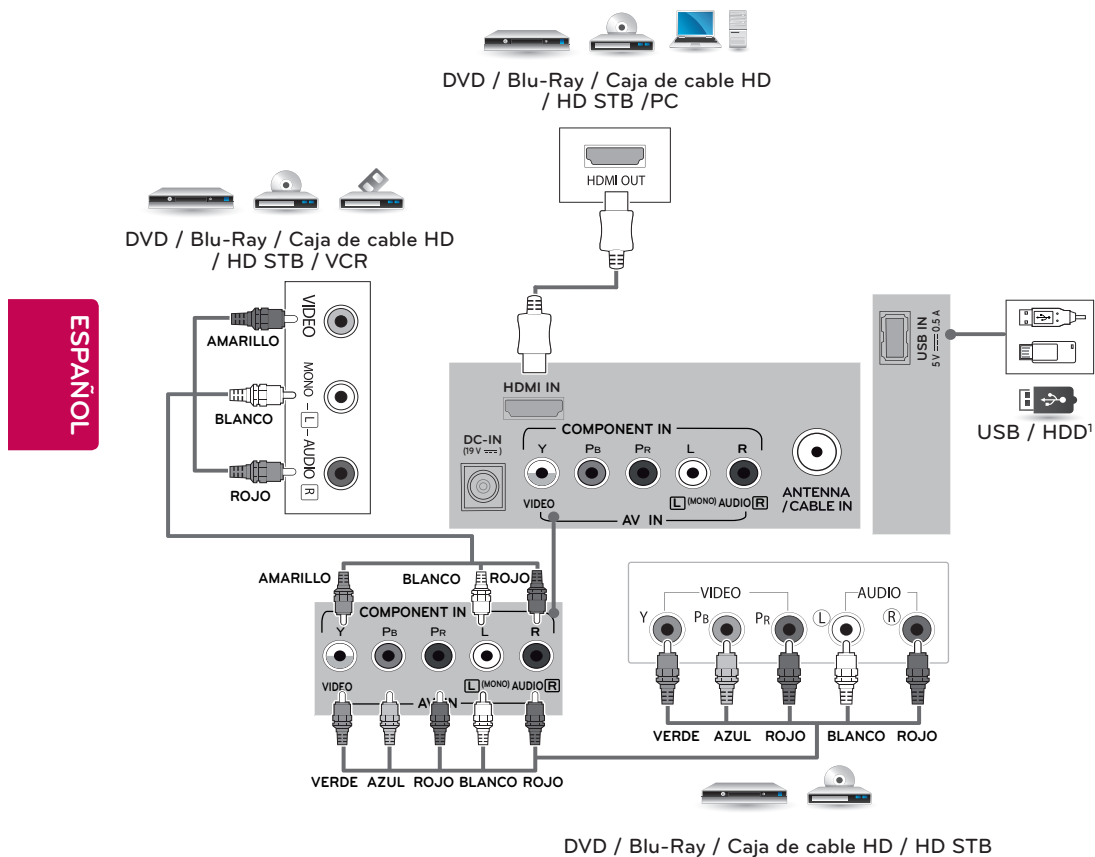 DVD / Blu-Ray / Caja de cable HD
/ HD STB /PC
HDMI OUT
DVD / Blu-Ray / Caja de cable HD
/ HD STB / VCR
ESPAÑOL
AMARILLO
BLANCO
ROJO
VIDEO
MONO
L
AUDIO
R
HDMI IN
COMPONENT IN
DC-IN
(19 V ⎓)
Y PB PR L R
VIDEO
L (MONO) AUDIO R
AV IN
ANTENNA
/CABLE IN
USB IN
5 V ⎓ 0.5 A
USB / HDD¹
AMARILLO BLANCO ROJO
COMPONENT IN
Y PB PR L R
VIDEO
L (MONO) AUDIO R
AV IN
VERDE AZUL ROJO BLANCO ROJO
VIDEO AUDIO
Y PB PR L R
VERDE AZUL ROJO BLANCO ROJO
DVD / Blu-Ray / Caja de cable HD / HD STB